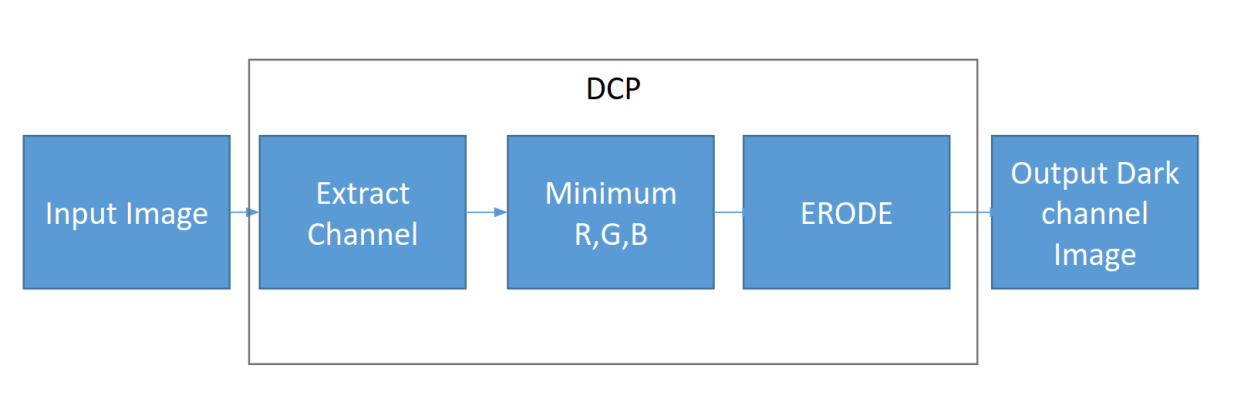 DCP
Input Image
Extract
Channel
Minimum
R,G,B
ERODE
Output Dark
channel
Image